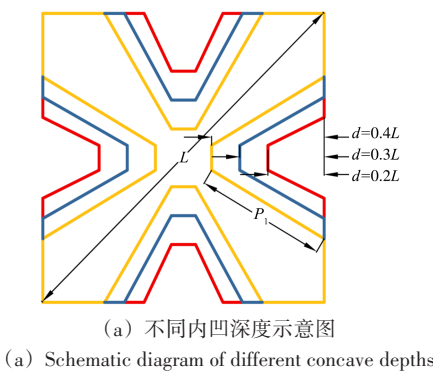 d=0.4L
L
d=0.3L
d=0.2L
P₁
(a) 不同内凹深度示意图
(a) Schematic diagram of different concave depths